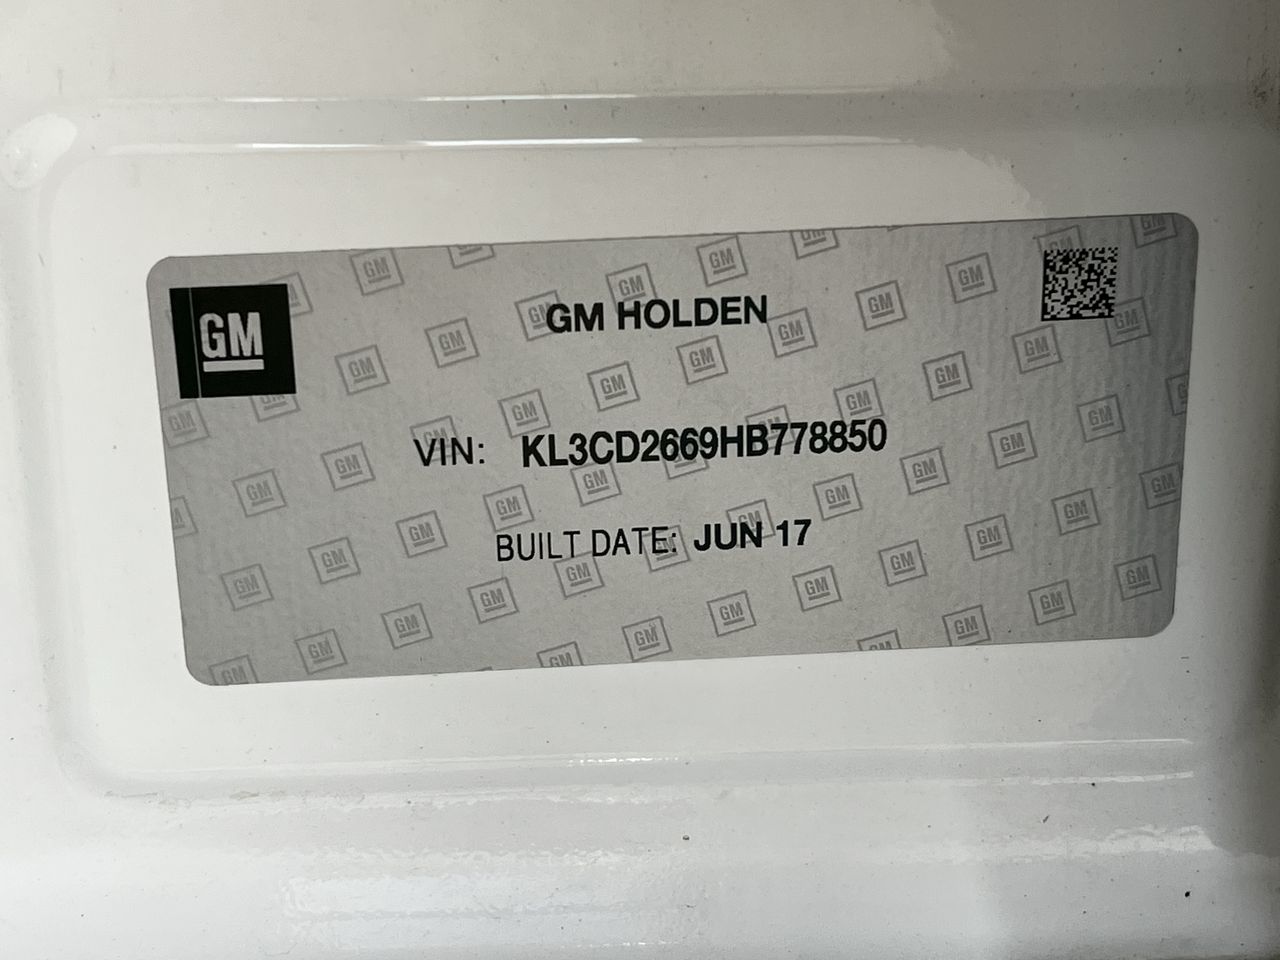 GM
GM HOLDEN
VIN: KL3CD2669HB778850
BUILT DATE: JUN 17